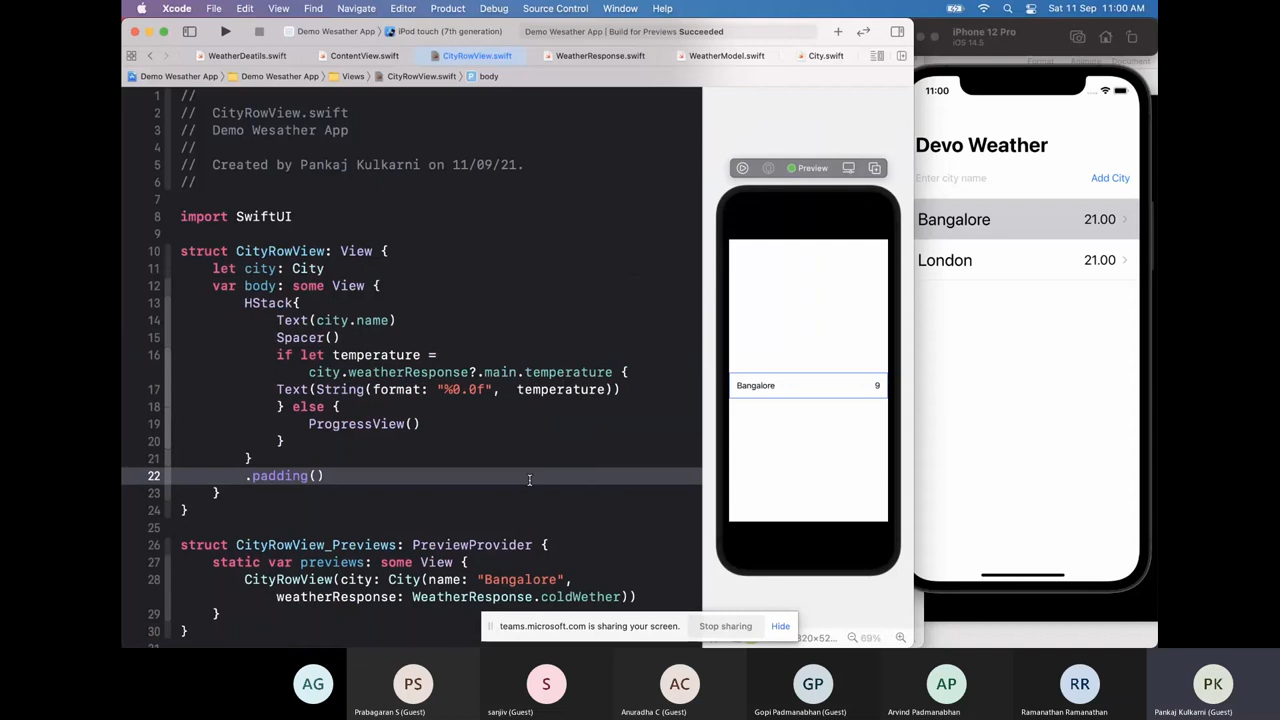 Xcode File Edit View Find Navigate Editor Product Debug Source Control Window Help Sat 11 Sep 11:00 AM
Demo Weather App iPod touch (7th generation) Demo Wesather App | Build for Previews Succeeded
iPhone 12 Pro
iOS 14.5
WeatherDeatils.swift ContentView.swift CityRowView.swift WeatherResponse.swift WeatherModel.swift City.swift
Demo Wesather App Demo Wesather App Views CityRowView.swift body
1 //
2 // CityRowView.swift
3 // Demo Wesather App
4 //
5 // Created by Pankaj Kulkarni on 11/09/21.
6 //
7
8 import SwiftUI
9
10 struct CityRowView: View {
11 let city: City
12 var body: some View {
13 HStack{
14 Text(city.name)
15 Spacer()
16 if let temperature =
city.weatherResponse?.main.temperature {
17 Text(String(format: "%0.0f", temperature))
18 } else {
19 ProgressView()
20 }
21 }
22 .padding()
23 }
24 }
25
26 struct CityRowView_Previews: PreviewProvider {
27 static var previews: some View {
28 CityRowView(city: City(name: "Bangalore",
weatherResponse: WeatherResponse.coldWether))
29 }
30 }
Preview
Bangalore 9
69%
11:00
Devo Weather
Enter city name Add City
Bangalore 21.00
London 21.00
teams.microsoft.com is sharing your screen. Stop sharing Hide
AG PS S AC GP AP RR PK
Prabagaran S (Guest) sanjiv (Guest) Anuradha C (Guest) Gopi Padmanabhan Arvind Padmanabhan Ramanathan Ramanathan Pankaj Kulkarni (Guest)